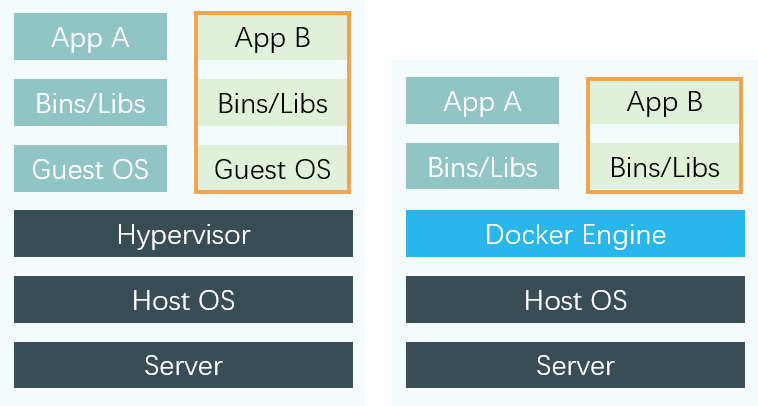 App A
App B
Bins/Libs
Bins/Libs
Guest OS
Guest OS
Hypervisor
Host OS
Server
App A
App B
Bins/Libs
Bins/Libs
Docker Engine
Host OS
Server